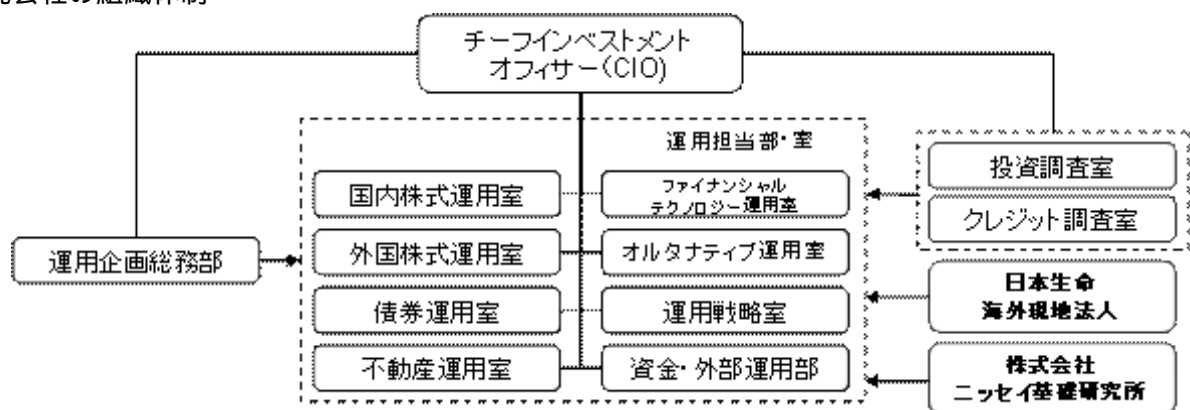 の組織体制
チーフインベストメント
オフィサー(CIO)
運用担当部・室
国内株式運用室
ファイナンシャル
テクノロジー運用室
外国株式運用室
オルタナティブ運用室
債券運用室
運用戦略室
不動産運用室
資金・外部運用部
運用企画総務部
投資調査室
クレジット調査室
日本生命
海外現地法人
株式会社
ニッセイ基礎研究所